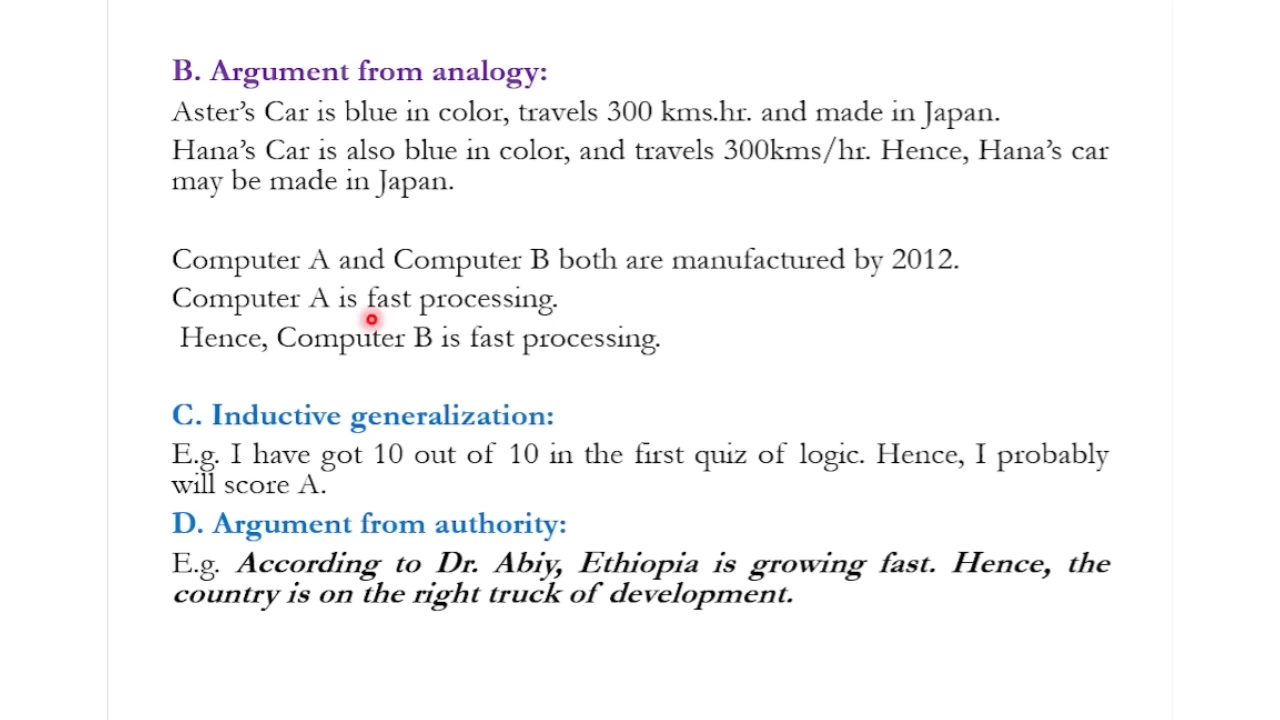 B. Argument from analogy:
Aster’s Car is blue in color, travels 300 kms.hr. and made in Japan.
Hana’s Car is also blue in color, and travels 300kms/hr. Hence, Hana’s car
may be made in Japan.
Computer A and Computer B both are manufactured by 2012.
Computer A is fast processing.
Hence, Computer B is fast processing.
C. Inductive generalization:
E.g. I have got 10 out of 10 in the first quiz of logic. Hence, I probably
will score A.
D. Argument from authority:
E.g. According to Dr. Abiy, Ethiopia is growing fast. Hence, the
country is on the right truck of development.